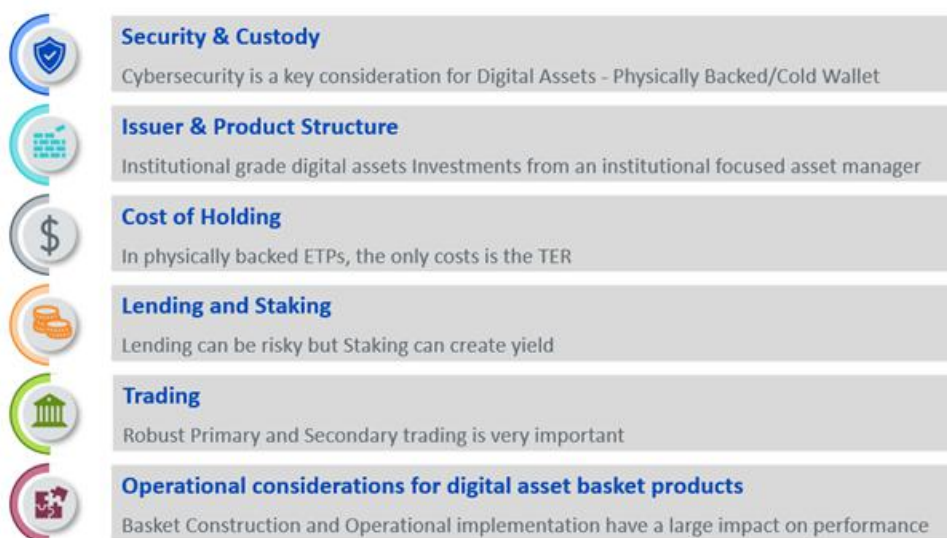 Security & Custody
Cybersecurity is a key consideration for Digital Assets - Physically Backed/Cold Wallet
Issuer & Product Structure
Institutional grade digital assets Investments from an institutional focused asset manager
$
Cost of Holding
In physically backed ETPs, the only costs is the TER
Lending and Staking
Lending can be risky but Staking can create yield
Trading
Robust Primary and Secondary trading is very important
Operational considerations for digital asset basket products
Basket Construction and Operational implementation have a large impact on performance